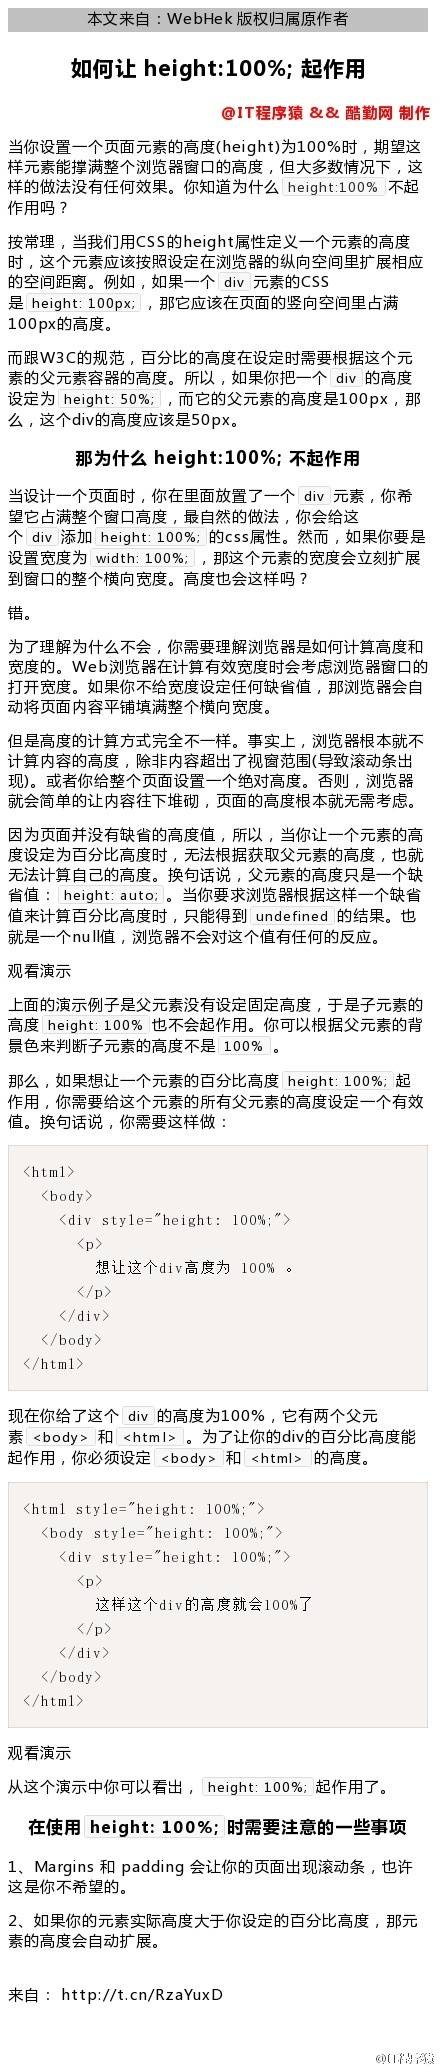 本文来自：WebHek 版权归属原作者
如何让 height:100%; 起作用
@IT程序猿 && 酷勤网 制作
当你设置一个页面元素的高度(height)为100%时，期望这
样元素能撑满整个浏览器窗口的高度，但大多数情况下，这
样的做法没有任何效果。你知道为什么 height:100% 不起
作用吗？
按常理，当我们用CSS的height属性定义一个元素的高度
时，这个元素应该按照设定在浏览器的纵向空间里扩展相应
的空间距离。例如，如果一个 div 元素的CSS
是 height: 100px; ，那它应该在页面的竖向空间里占满
100px的高度。
而跟W3C的规范，百分比的高度在设定时需要根据这个元
素的父元素容器的高度。所以，如果你把一个 div 的高度
设定为 height: 50%; ，而它的父元素的高度是100px，那
么，这个div的高度应该是50px。
那为什么 height:100%; 不起作用
当设计一个页面时，你在里面放置了一个 div 元素，你希
望它占满整个窗口高度，最自然的做法，你会给这
个 div 添加 height: 100%; 的css属性。然而，如果你要是
设置宽度为 width: 100%; ，那这个元素的宽度会立刻扩展
到窗口的整个横向宽度。高度也会这样吗？
错。
为了理解为什么不会，你需要理解浏览器是如何计算高度和
宽度的。Web浏览器在计算有效宽度时会考虑浏览器窗口的
打开宽度。如果你不给宽度设定任何缺省值，那浏览器会自
动将页面内容平铺填满整个横向宽度。
但是高度的计算方式完全不一样。事实上，浏览器根本就不
计算内容的高度，除非内容超出了视窗范围(导致滚动条出
现)。或者你给整个页面设置一个绝对高度。否则，浏览器
就会简单的让内容往下堆砌，页面的高度根本就无需考虑。
因为页面并没有缺省的高度值，所以，当你让一个元素的高
度设定为百分比高度时，无法根据获取父元素的高度，也就
无法计算自己的高度。换句话说，父元素的高度只是一个缺
省值： height: auto; 。当你要求浏览器根据这样一个缺省
值来计算百分比高度时，只能得到 undefined 的结果。也
就是一个null值，浏览器不会对这个值有任何的反应。
观看演示
上面的演示例子是父元素没有设定固定高度，于是子元素的
高度 height: 100% 也不会起作用。你可以根据父元素的背
景色来判断子元素的高度不是 100% 。
那么，如果想让一个元素的百分比高度 height: 100%; 起
作用，你需要给这个元素的所有父元素的高度设定一个有效
值。换句话说，你需要这样做：
<html>
<body>
<div style="height: 100%;">
<p>
想让这个div高度为 100% 。
</p>
</div>
</body>
</html>
现在你给了这个 div 的高度为100%，它有两个父元
素 <body> 和 <html> 。为了让你的div的百分比高度能
起作用，你必须设定 <body> 和 <html> 的高度。
<html style="height: 100%;">
<body style="height: 100%;">
<div style="height: 100%;">
<p>
这样这个div的高度就会100%了
</p>
</div>
</body>
</html>
观看演示
从这个演示中你可以看出， height: 100%; 起作用了。
在使用 height: 100%; 时需要注意的一些事项
1、Margins 和 padding 会让你的页面出现滚动条，也许
这是你不希望的。
2、如果你的元素实际高度大于你设定的百分比高度，那元
素的高度会自动扩展。
来自： http://t.cn/RzaYuxD
@IT程序猿